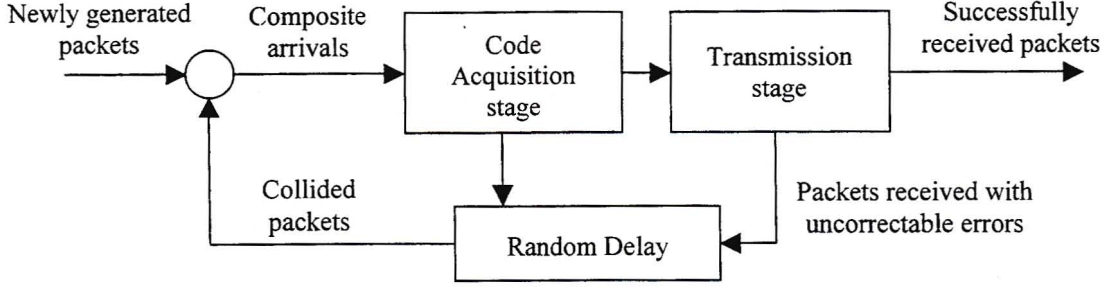 Newly generated
packets
Composite
arrivals
Code
Acquisition
stage
Transmission
stage
Successfully
received packets
Collided
packets
Random Delay
Packets received with
uncorrectable errors